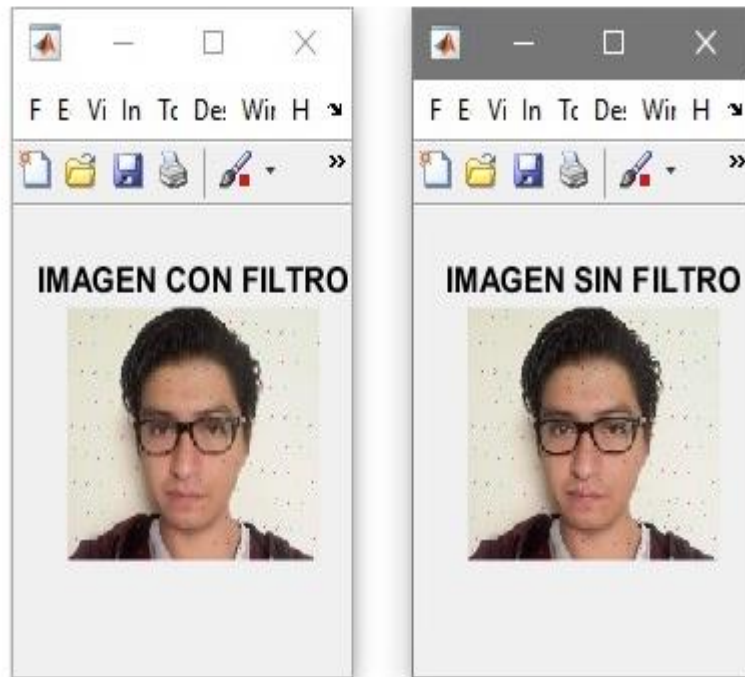 F E Vi In Tc De: Wir H
IMAGEN CON FILTRO
F E Vi In Tc De: Wir H
IMAGEN SIN FILTRO